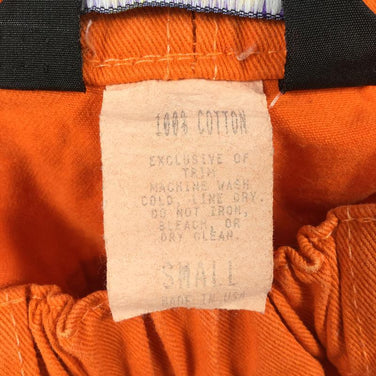 100% COTTON
EXCLUSIVE OF
TRIM
MACHINE WASH
COLD, LINE DRY.
DO NOT IRON,
BLEACH, OR
DRY CLEAN.
SMALL
MADE IN USA